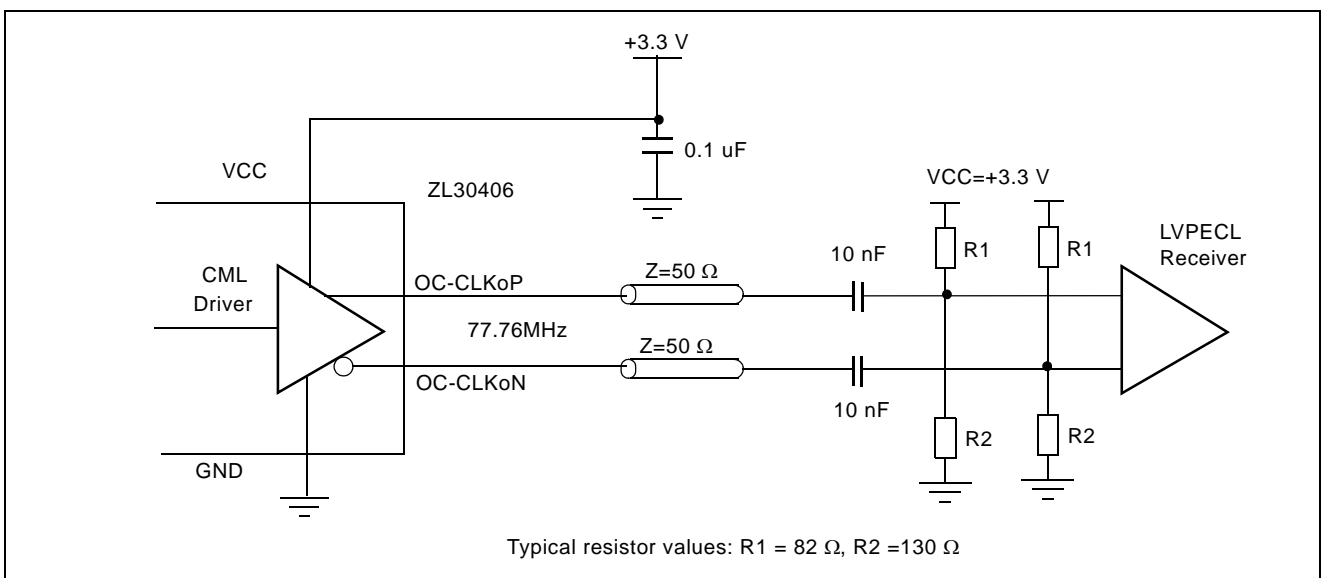 +3.3 V
0.1 uF
VCC
ZL30406
VCC=+3.3 V
R1
R1
LVPECL
Receiver
10 nF
CML
Driver
OC-CLKoP
Z=50 Ω
77.76MHz
Z=50 Ω
OC-CLKoN
10 nF
R2
R2
GND
Typical resistor values: R1 = 82 Ω, R2 =130 Ω